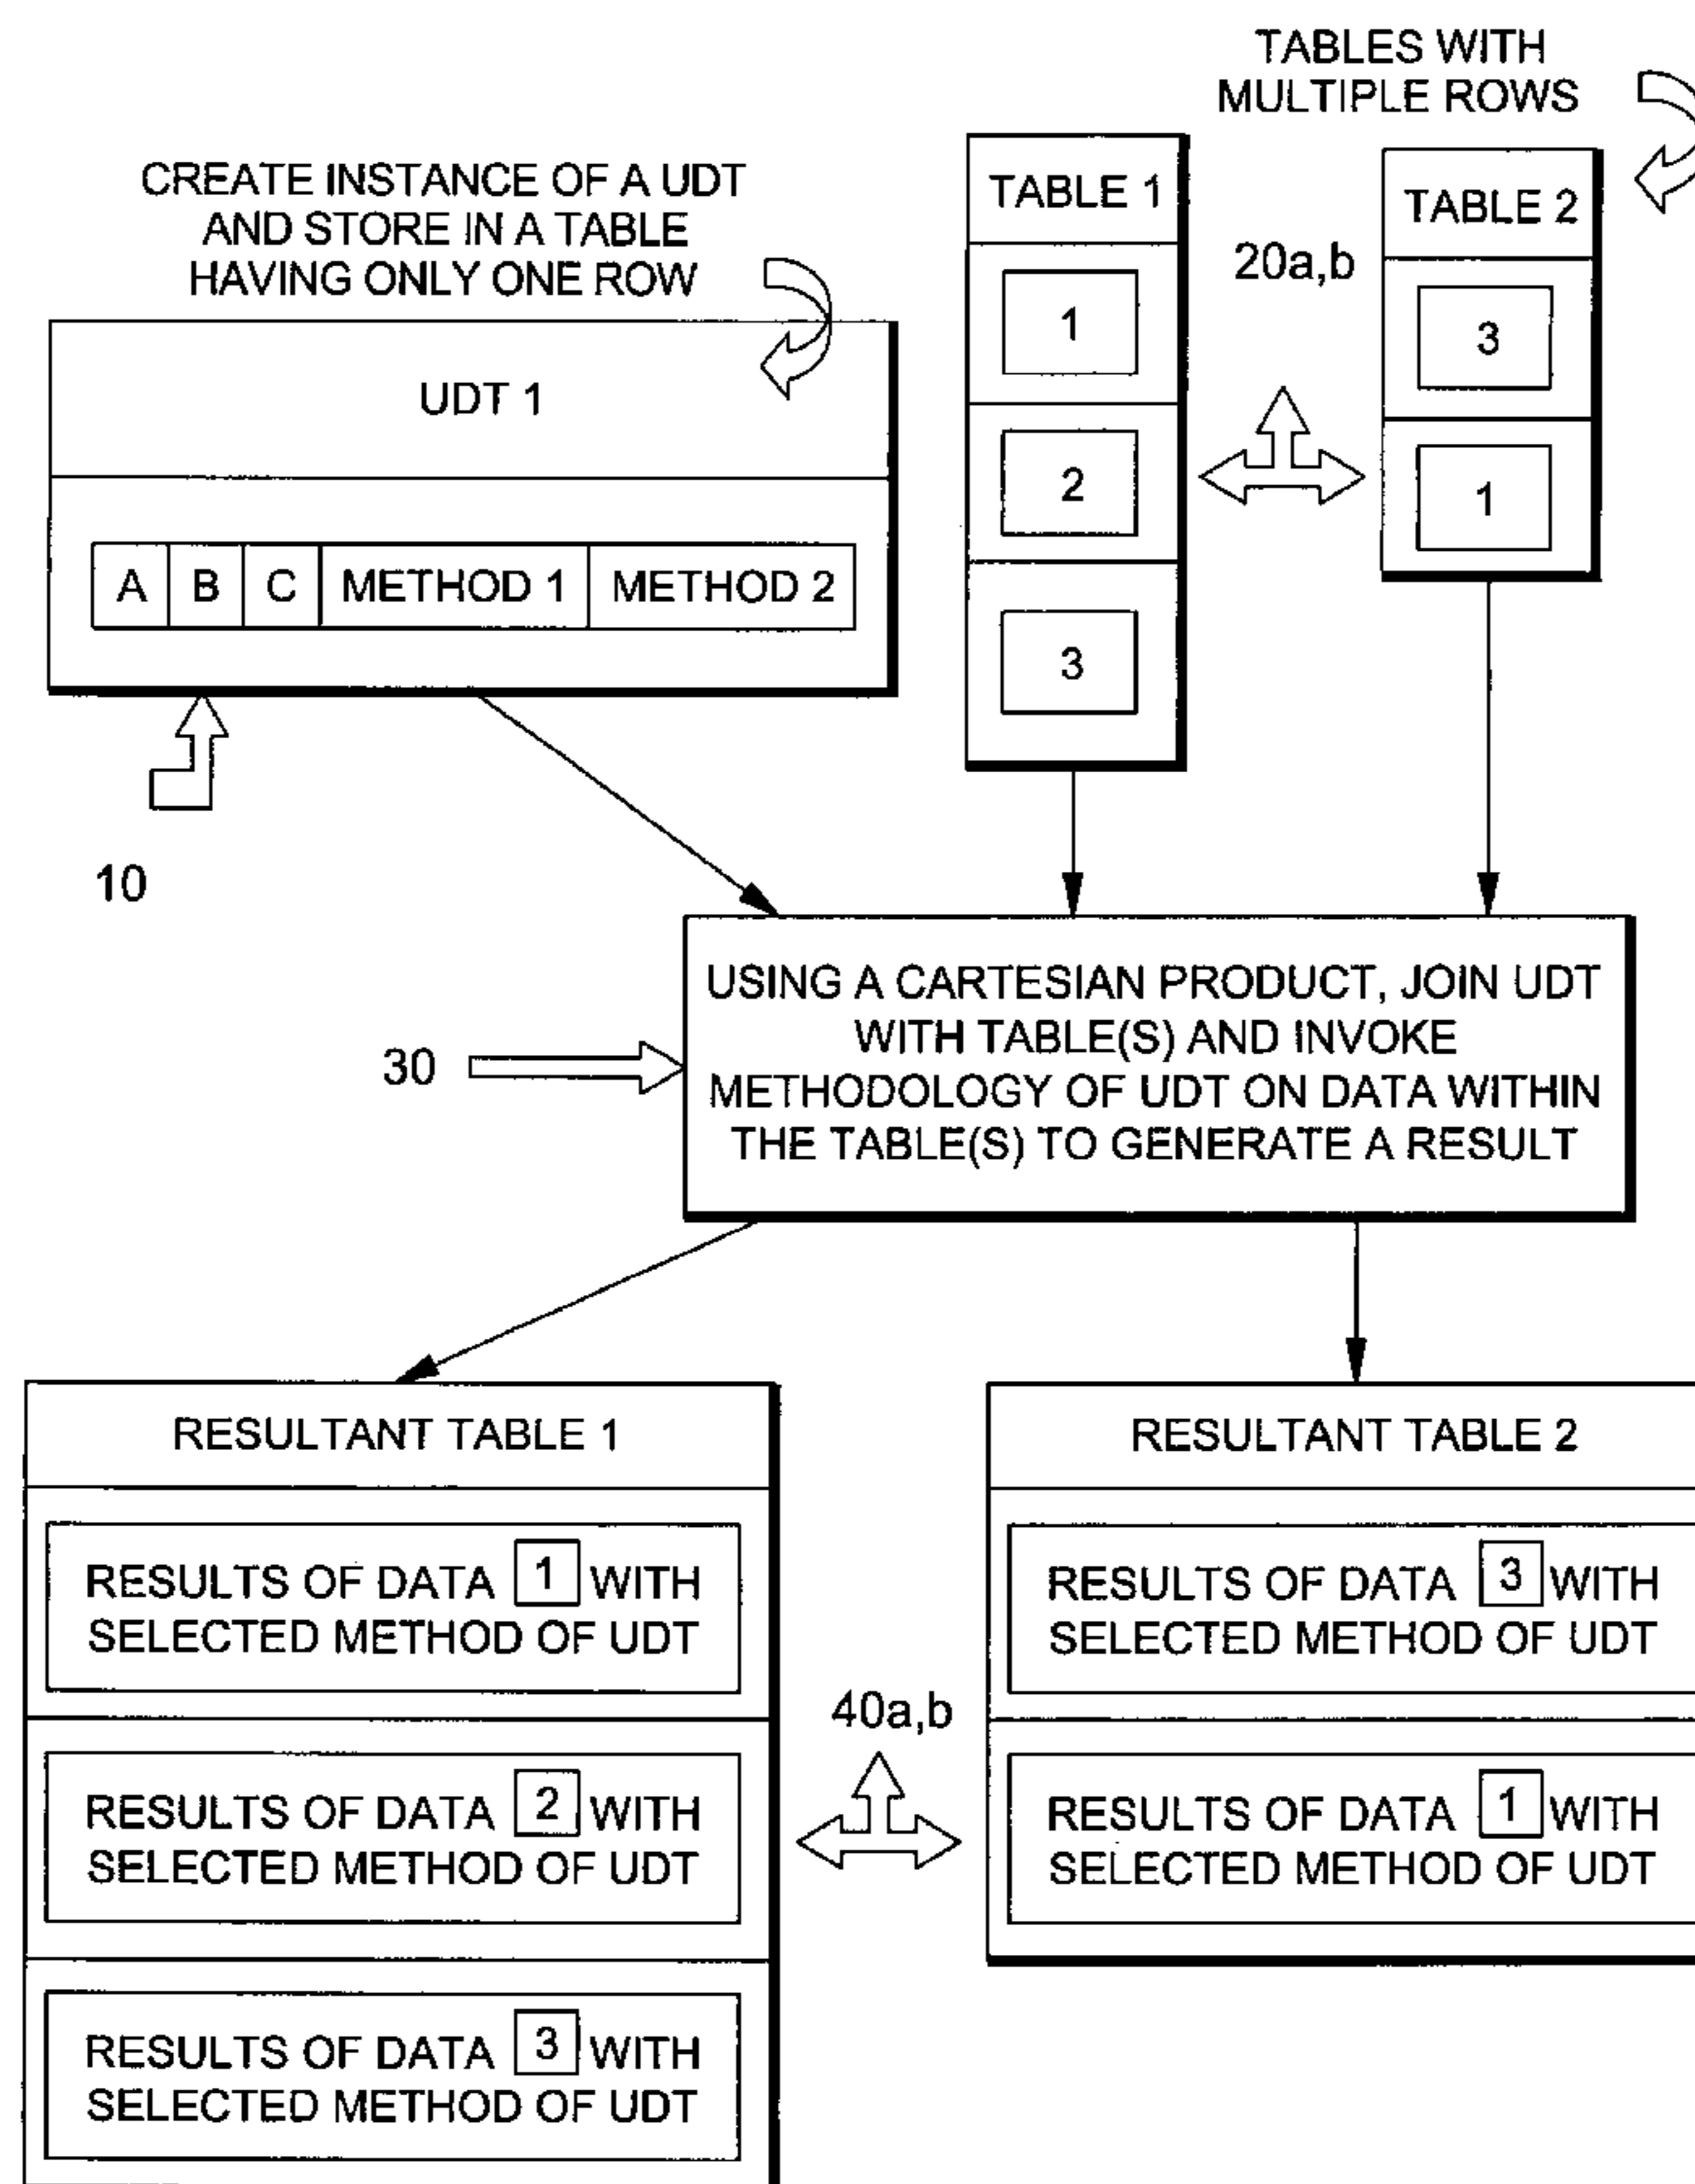 TABLES WITH
MULTIPLE ROWS
CREATE INSTANCE OF A UDT
AND STORE IN A TABLE
HAVING ONLY ONE ROW
TABLE 1
TABLE 2
20a,b
1
3
UDT 1
2
1
A B C METHOD 1 METHOD 2
3
10
USING A CARTESIAN PRODUCT, JOIN UDT
WITH TABLE(S) AND INVOKE
METHODOLOGY OF UDT ON DATA WITHIN
THE TABLE(S) TO GENERATE A RESULT
30
RESULTANT TABLE 1
RESULTS OF DATA 1 WITH
SELECTED METHOD OF UDT
RESULTS OF DATA 2 WITH
SELECTED METHOD OF UDT
RESULTS OF DATA 3 WITH
SELECTED METHOD OF UDT
40a,b
RESULTANT TABLE 2
RESULTS OF DATA 3 WITH
SELECTED METHOD OF UDT
RESULTS OF DATA 1 WITH
SELECTED METHOD OF UDT